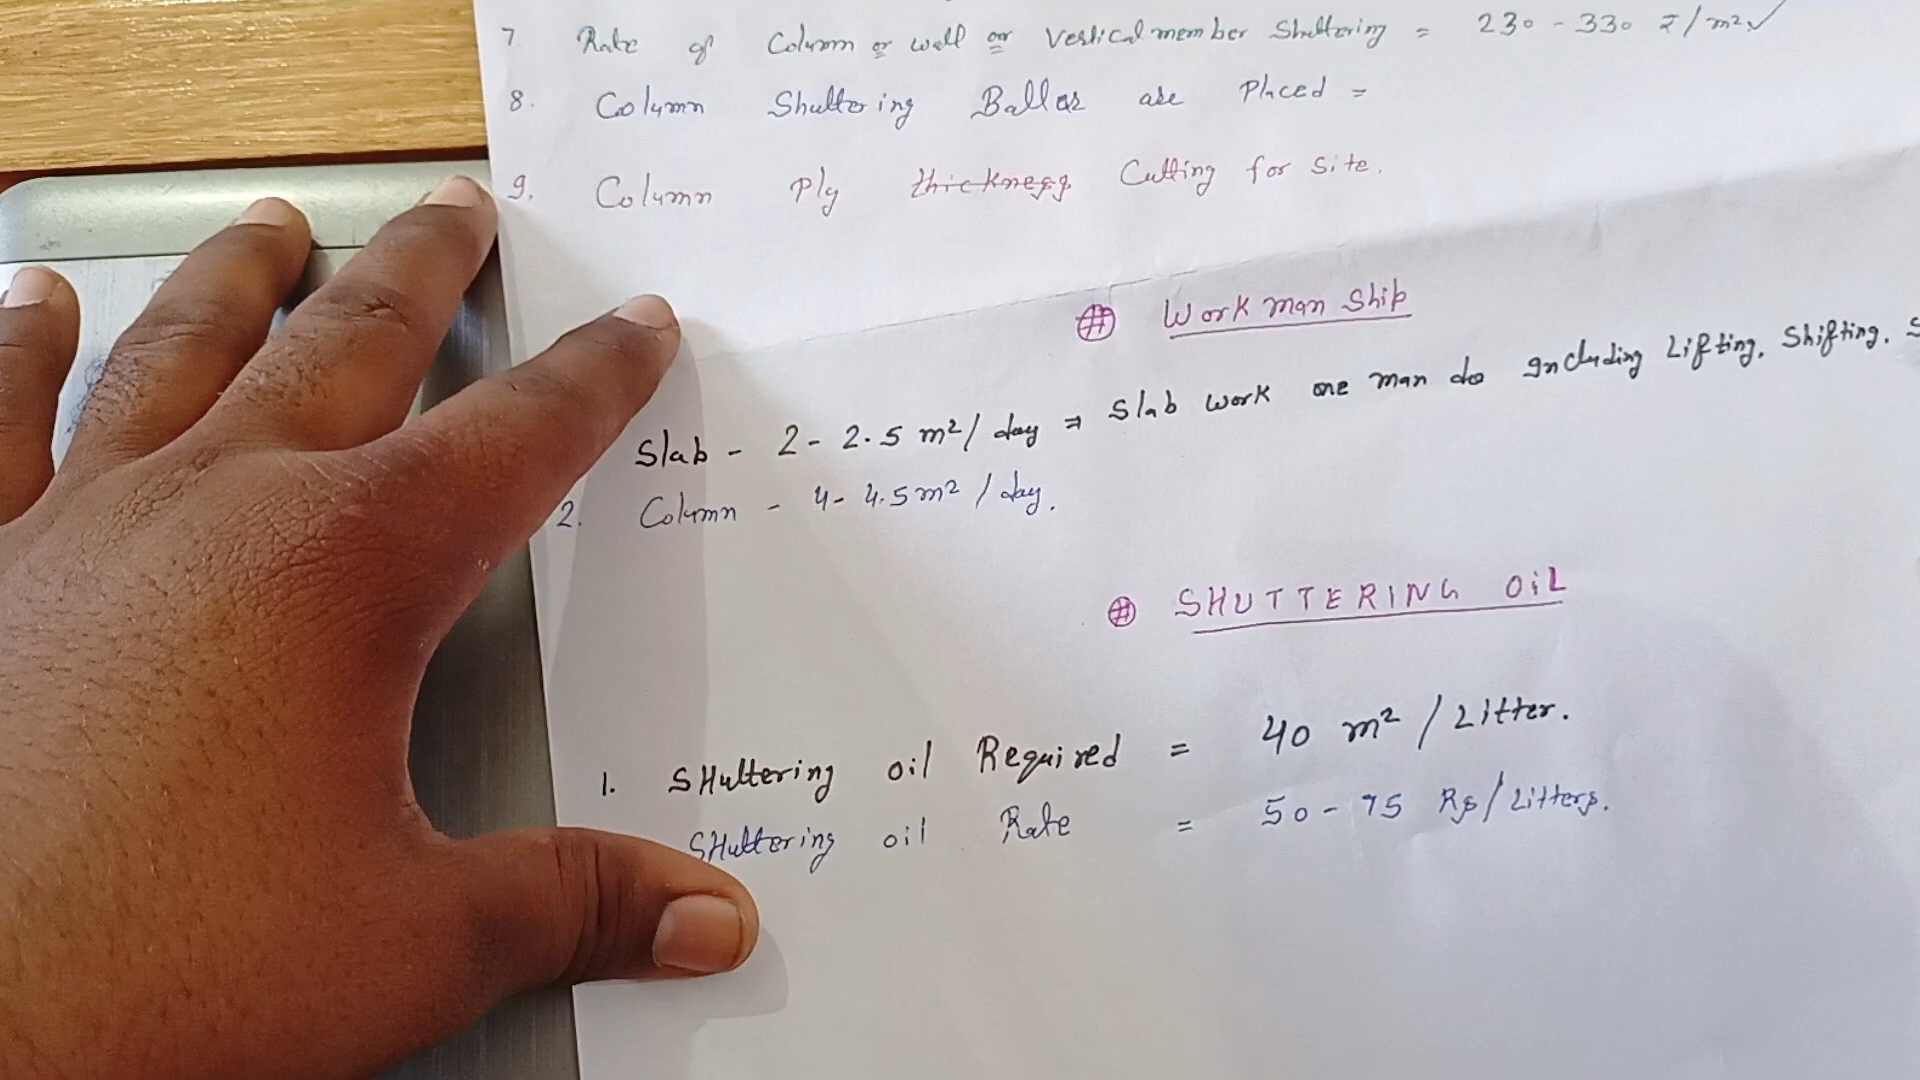 7. Rate of Column or wall or Vertical member Shuttering = 230 - 330 ₹/m²✓
8. Column Shuttering Ballas are Placed =
9. Column Ply thickness Cutting for Site.
# Work man Ship
Slab - 2 - 2.5 m²/day ⇒ Slab work one man do Including Lifting, Shifting, S
2. Column - 4 - 4.5 m²/day.
# SHUTTERING OiL
1. SHuttering oil Required = 40 m²/Litter.
SHuttering oil Rate = 50 - 75 Rs/Litters.